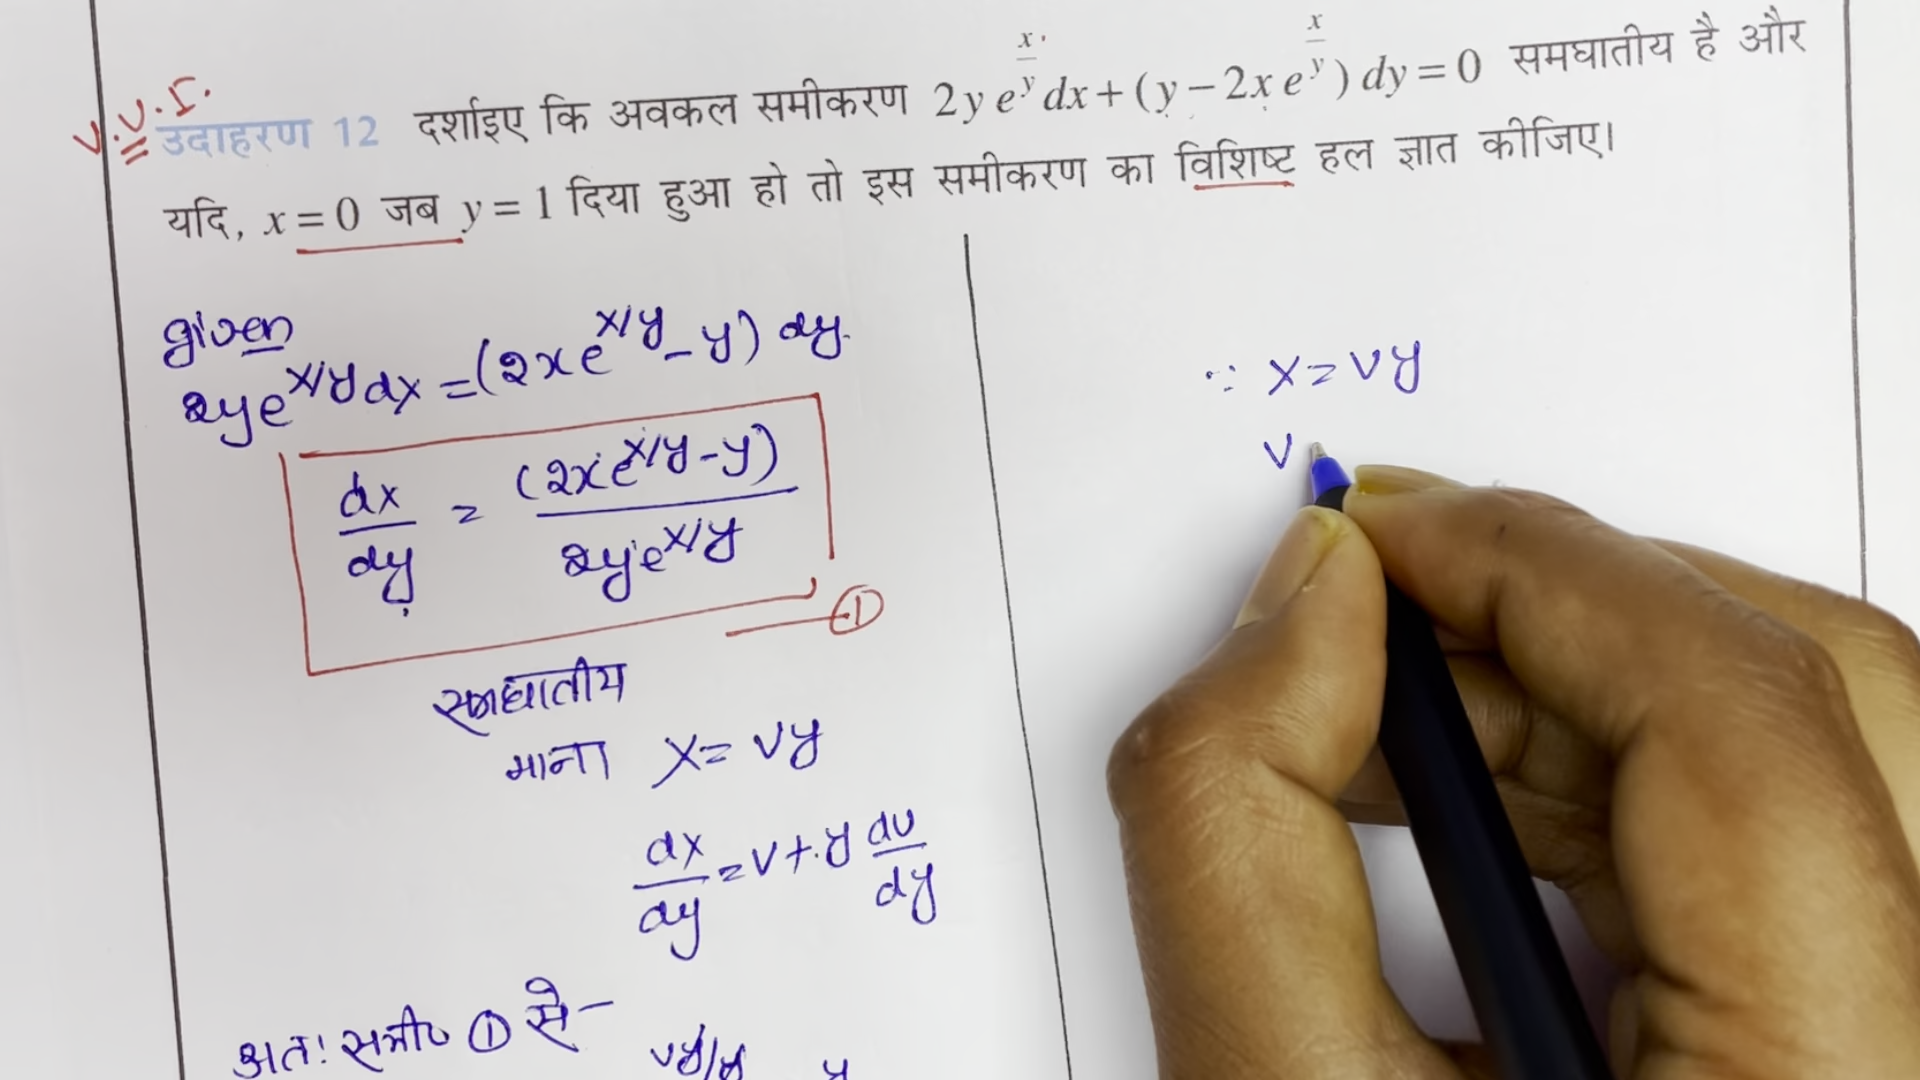 V.V.I.
उदाहरण 12 दर्शाइए कि अवकल समीकरण 2y e^(x/y) dx + (y − 2x e^(x/y)) dy = 0 समघातीय है और
यदि, x = 0 जब y = 1 दिया हुआ हो तो इस समीकरण का विशिष्ट हल ज्ञात कीजिए।
given
2ye^(x/y) dx = (2xe^(x/y) - y) dy.
dx/dy = (2xe^(x/y) - y) / 2ye^(x/y)
①
समघातीय
माना x = vy
dx/dy = v + y dv/dy
अतः समी० ① से–
vy/y y
∵ x = vy
v